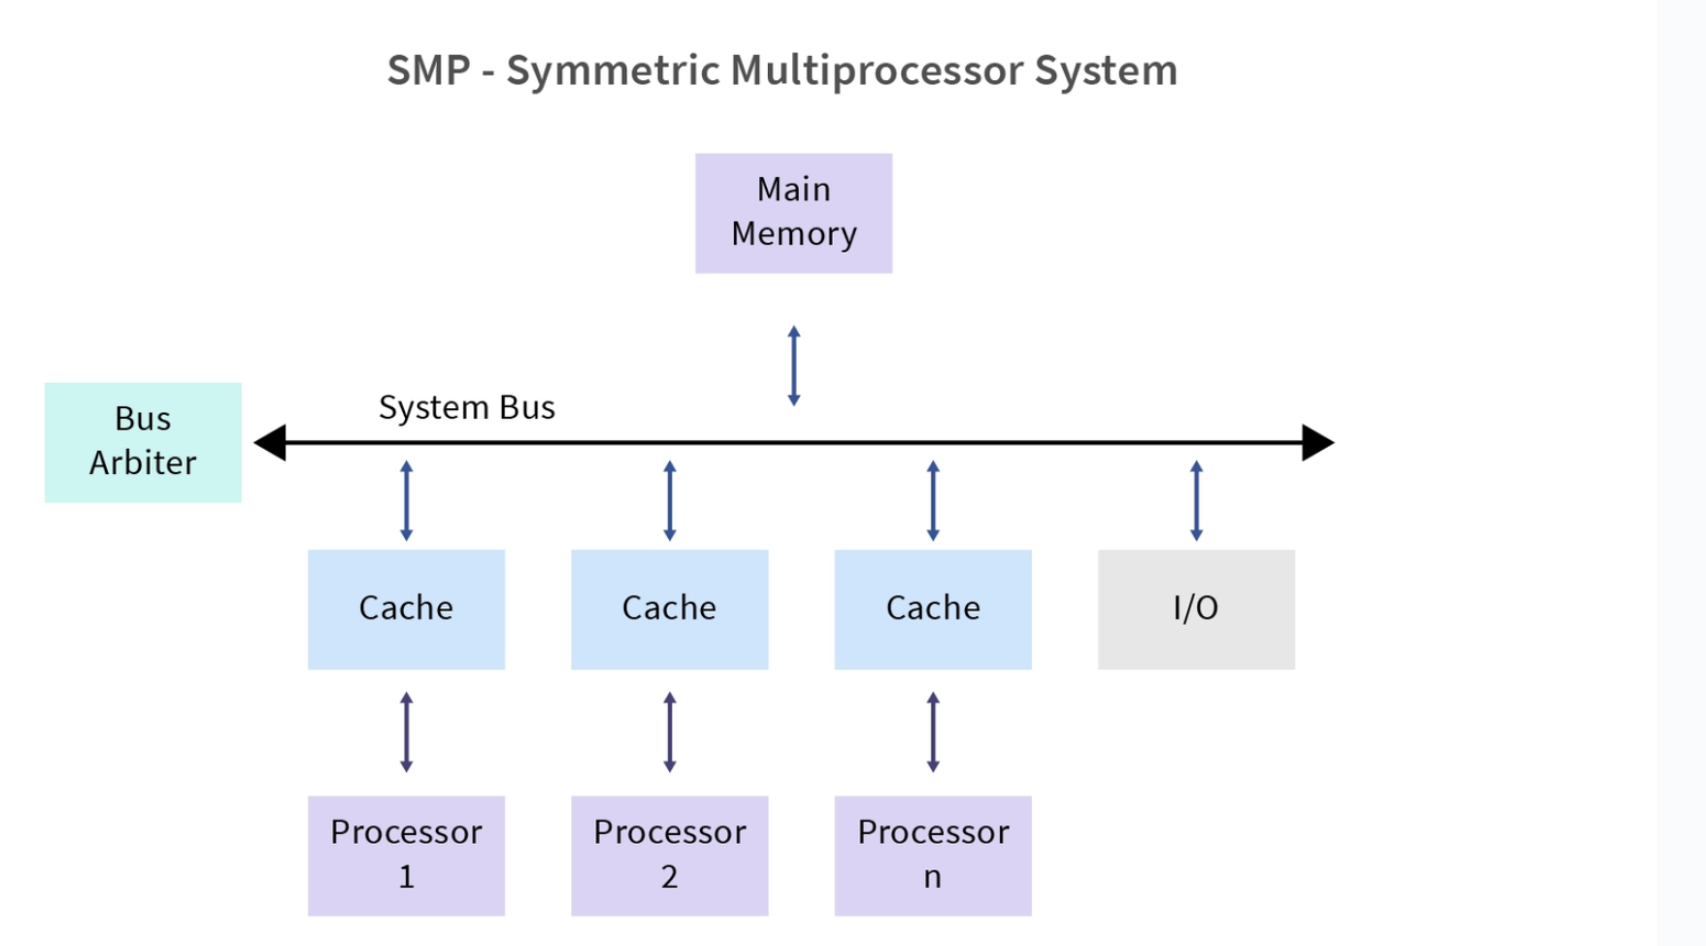 SMP - Symmetric Multiprocessor System
Main
Memory
Bus
Arbiter
System Bus
Cache
Cache
Cache
I/O
Processor
1
Processor
2
Processor
n